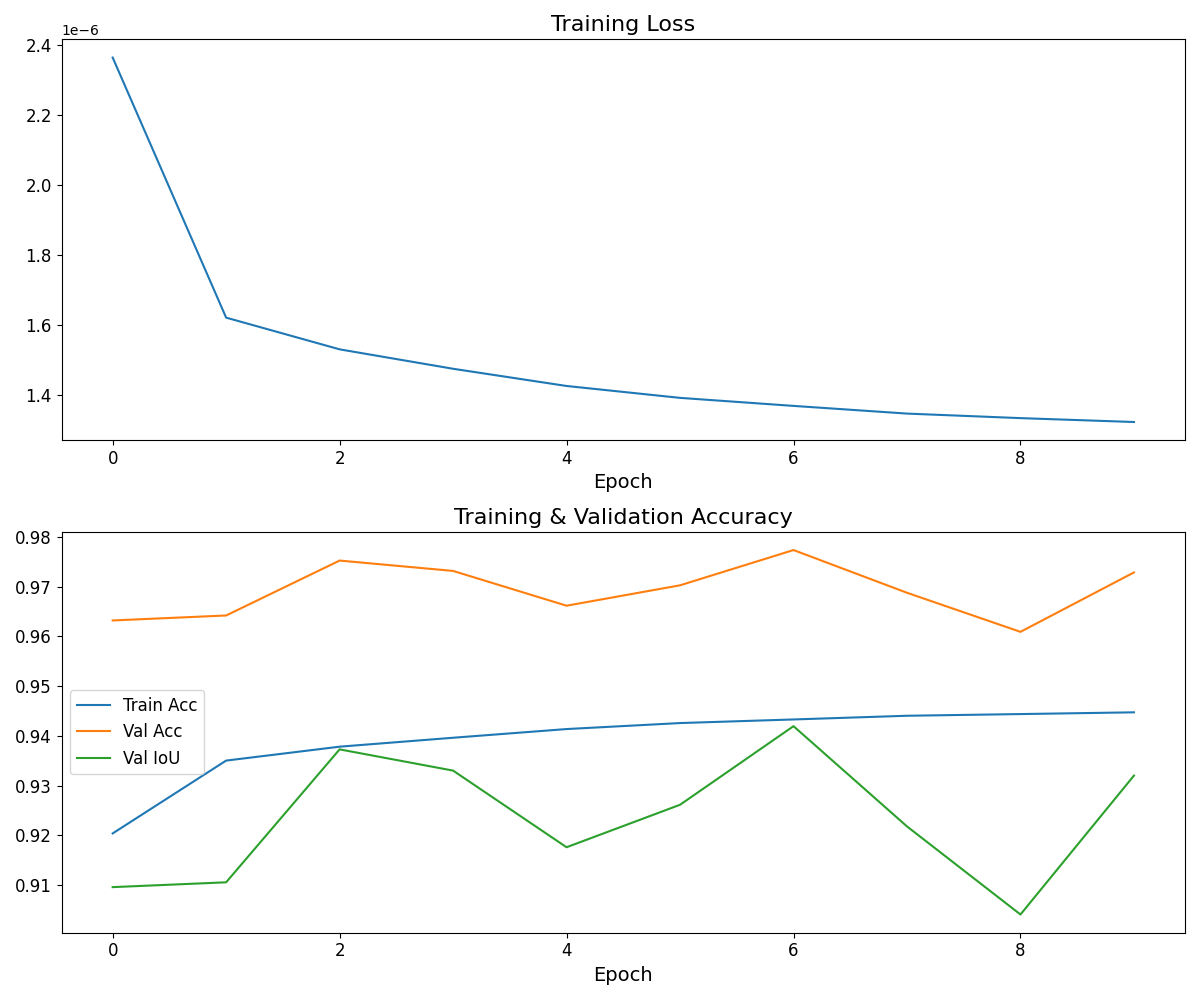 Training Loss
1e−6
2.4
2.2
2.0
1.8
1.6
1.4
0 2 4 6 8
Epoch
Training & Validation Accuracy
0.98
0.97
0.96
0.95
0.94
0.93
0.92
0.91
Train Acc
Val Acc
Val IoU
0 2 4 6 8
Epoch